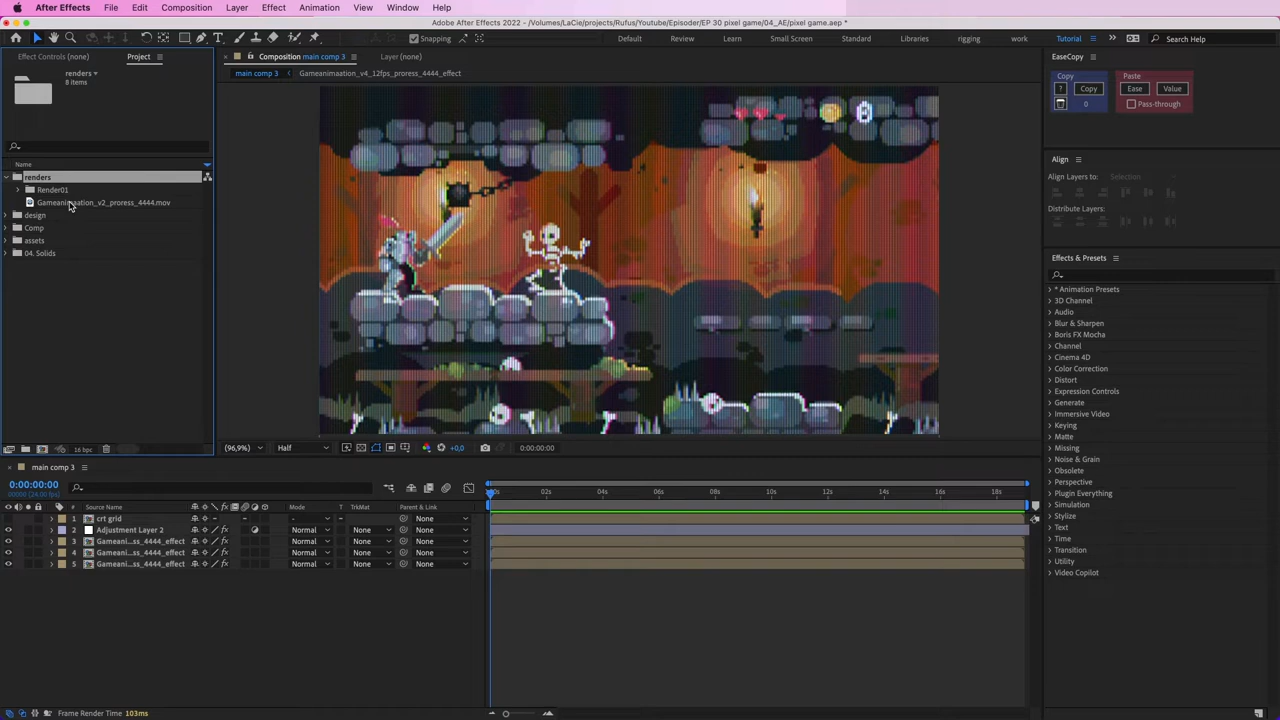 After Effects File Edit Composition Layer Effect Animation View Window Help
Adobe After Effects 2022 - /Volumes/LaCie/projects/Rufus/Youtube/Episoder/EP 30 pixel game/04_AE/pixel game.aep *
Snapping Default Review Learn Small Screen Standard Libraries rigging work Tutorial Search Help
Effect Controls (none) Project
Composition main comp 3 Layer (none)
main comp 3 Gameanimaation_v4_12fps_proress_4444_effect
renders
8 items
Name
renders
Render01
Gameanimaation_v2_proress_4444.mov
design
Comp
assets
04. Solids
16 bpc
(96,9%) Half +0,0 0:00:00:00
EaseCopy
Copy Paste
? Copy Ease Value
0 Pass-through
Align
Align Layers to: Selection
Distribute Layers:
Effects & Presets
* Animation Presets
3D Channel
Audio
Blur & Sharpen
Boris FX Mocha
Channel
Cinema 4D
Color Correction
Distort
Expression Controls
Generate
Immersive Video
Keying
Matte
Missing
Noise & Grain
Obsolete
Perspective
Plugin Everything
Simulation
Stylize
Text
Time
Transition
Utility
Video Copilot
main comp 3
0:00:00:00
00000 (24.00 fps)
# Source Name Mode T TrkMat Parent & Link
02s 04s 06s 08s 10s 12s 14s 16s 18s
1 crt grid - - None
2 Adjustment Layer 2 Normal None None
3 Gameani...ss_4444_effect Normal None None
4 Gameani...ss_4444_effect Normal None None
5 Gameani...ss_4444_effect Normal None None
Frame Render Time 103ms